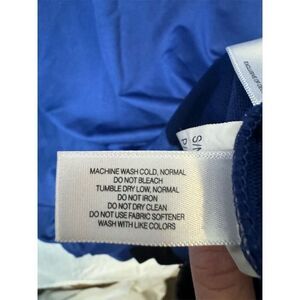 MACHINE WASH COLD, NORMAL
DO NOT BLEACH
TUMBLE DRY LOW, NORMAL
DO NOT IRON
DO NOT DRY CLEAN
DO NOT USE FABRIC SOFTENER
WASH WITH LIKE COLORS